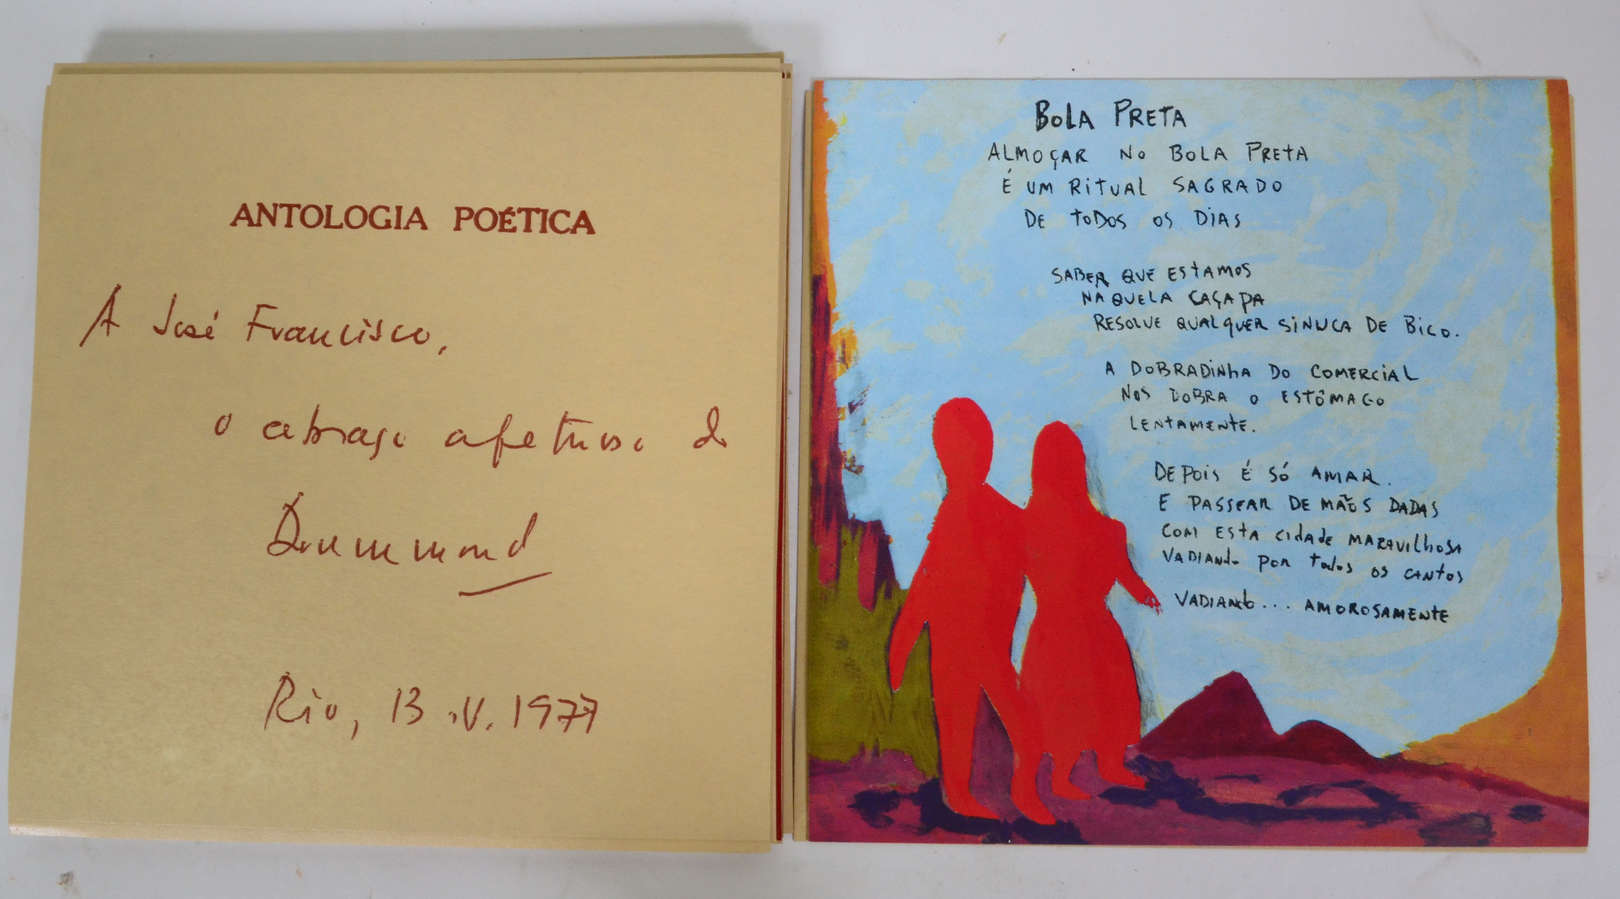 ANTOLOGIA POÉTICA
A José Francisco,
o abraço afetuoso do
Drummond
Rio, 13.V.1977
BOLA PRETA
ALMOÇAR NO BOLA PRETA
É UM RITUAL SAGRADO
DE TODOS OS DIAS
SABER QUE ESTAMOS
NAQUELA CAÇAPA
RESOLVE QUALQUER SINUCA DE BICO.
A DOBRADINHA DO COMERCIAL
NOS DOBRA O ESTÔMAGO
LENTAMENTE.
DEPOIS É SÓ AMAR.
E PASSEAR DE MÃOS DADAS
COM ESTA CIDADE MARAVILHOSA
VADIANDO POR TODOS OS CANTOS
VADIANDO... AMOROSAMENTE